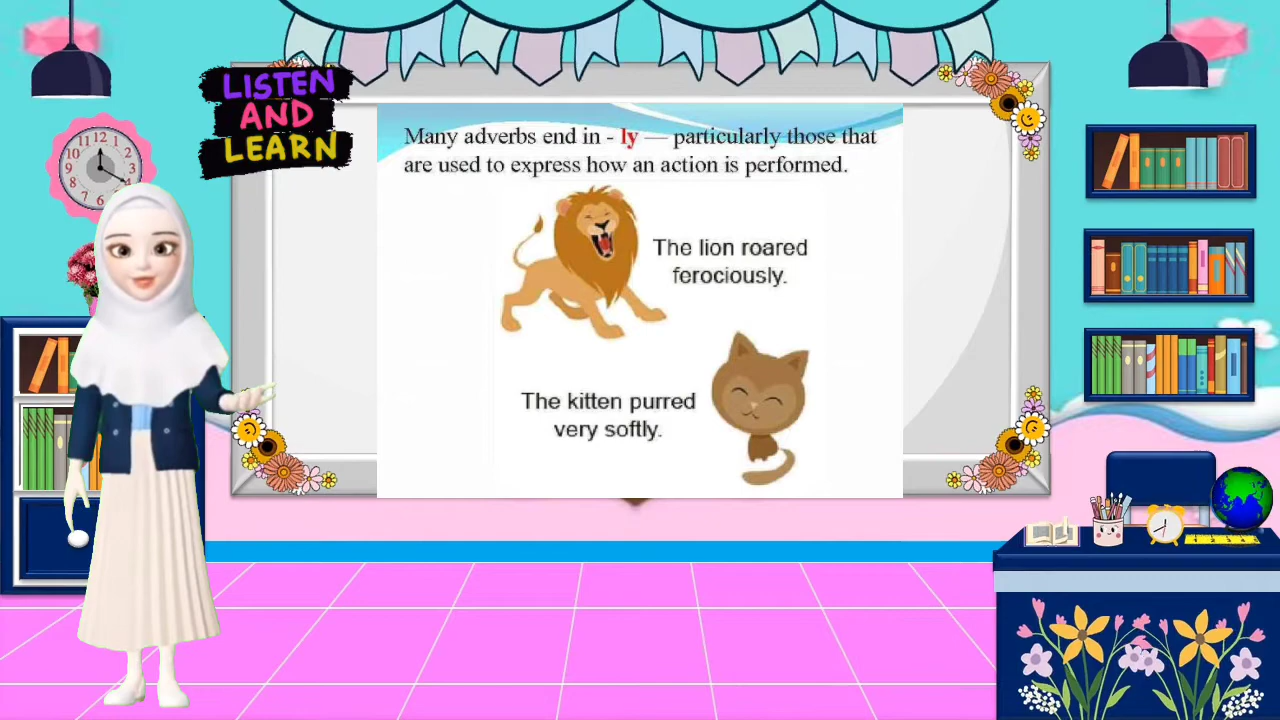 LISTEN
AND
LEARN
Many adverbs end in - ly — particularly those that
are used to express how an action is performed.
The lion roared
ferociously.
The kitten purred
very softly.